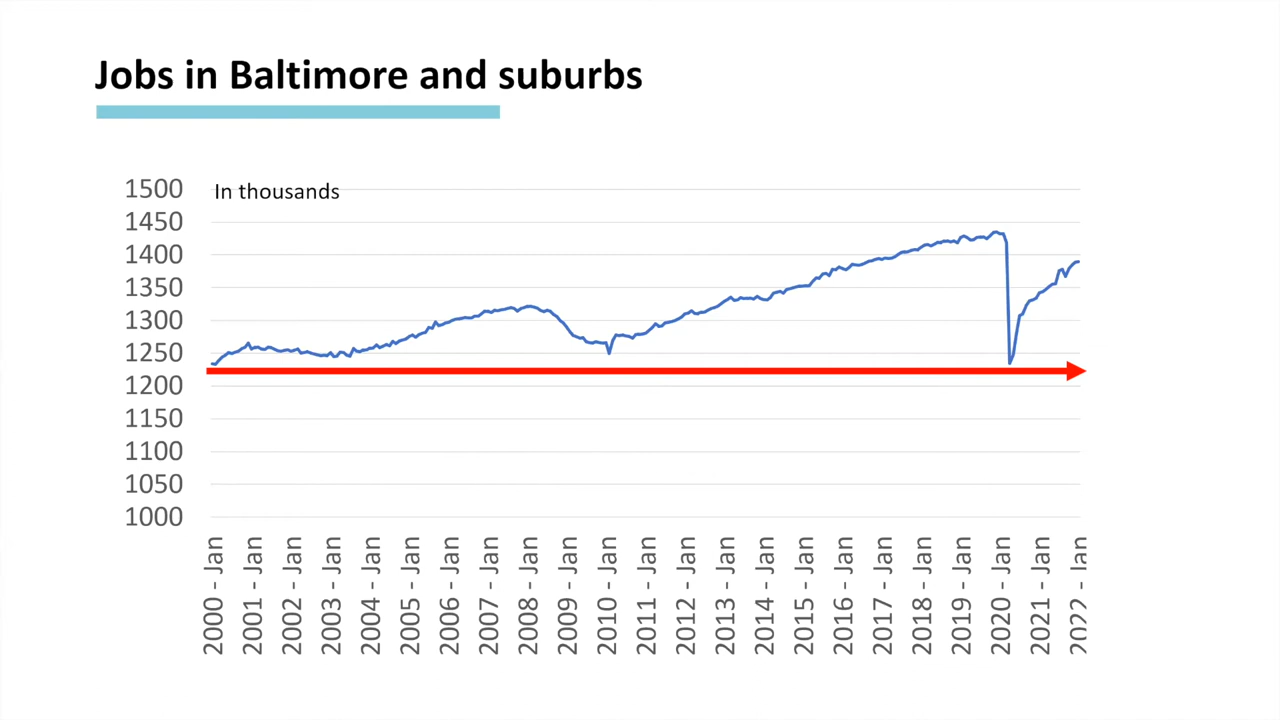 Jobs in Baltimore and suburbs
1500
In thousands
1450
1400
1350
1300
1250
1200
1150
1100
1050
1000
2000 - Jan
2001 - Jan
2002 - Jan
2003 - Jan
2004 - Jan
2005 - Jan
2006 - Jan
2007 - Jan
2008 - Jan
2009 - Jan
2010 - Jan
2011 - Jan
2012 - Jan
2013 - Jan
2014 - Jan
2015 - Jan
2016 - Jan
2017 - Jan
2018 - Jan
2019 - Jan
2020 - Jan
2021 - Jan
2022 - Jan